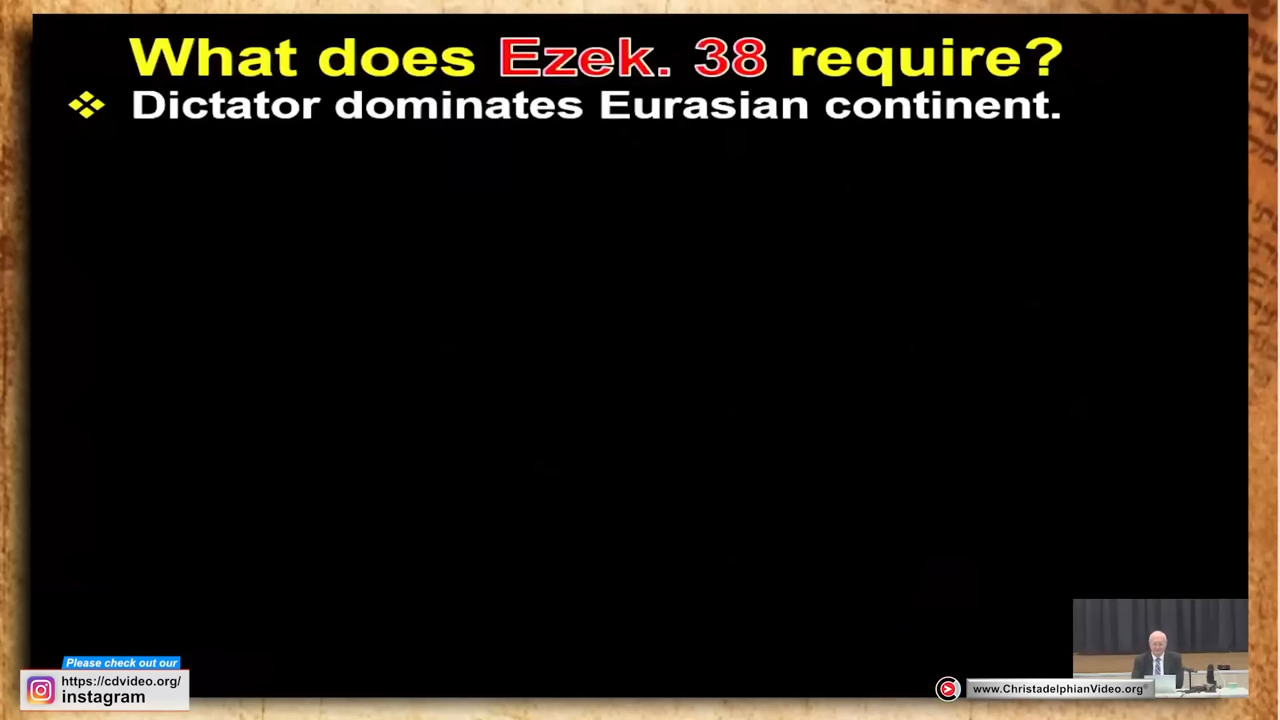 What does Ezek. 38 require?
Dictator dominates Eurasian continent.
Please check out our
https://cdvideo.org/
instagram
www.ChristadelphianVideo.org